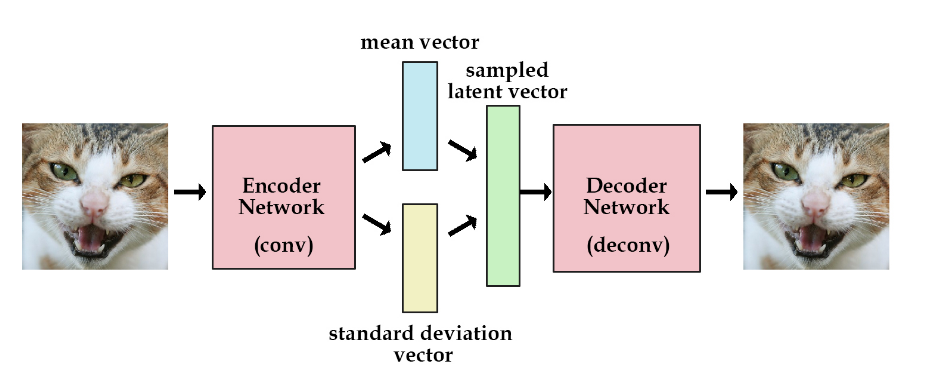 mean vector
sampled
latent vector
Encoder
Network
(conv)
Decoder
Network
(deconv)
standard deviation
vector